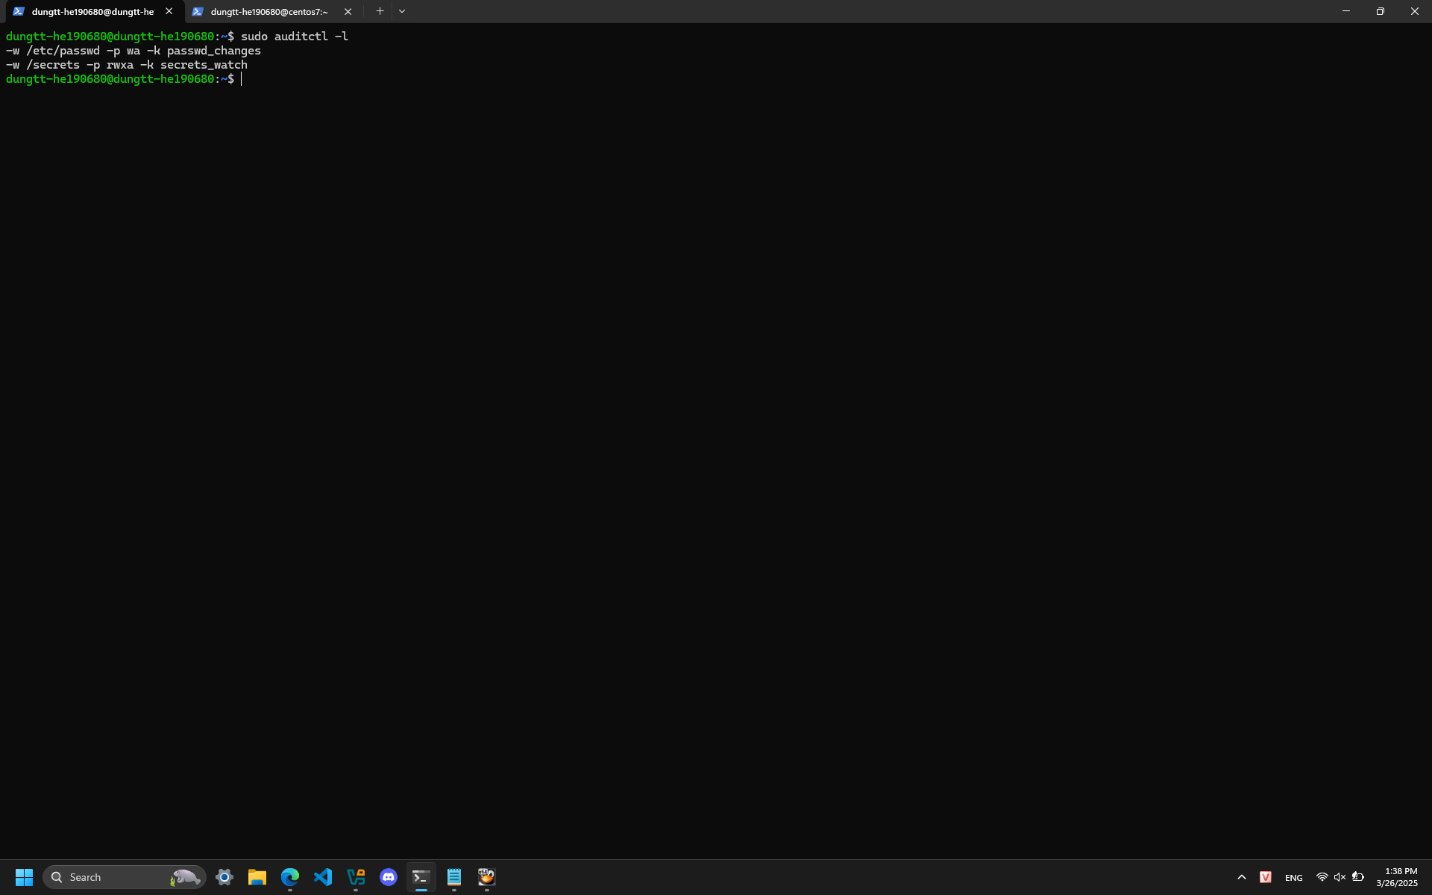 dungtt-he190680@dungtt-he
dungtt-he190680@centos7:~
dungtt-he190680@dungtt-he190680:~$ sudo auditctl -l
-w /etc/passwd -p wa -k passwd_changes
-w /secrets -p rwxa -k secrets_watch
dungtt-he190680@dungtt-he190680:~$
Search
V
ENG
1:38 PM
3/26/2025